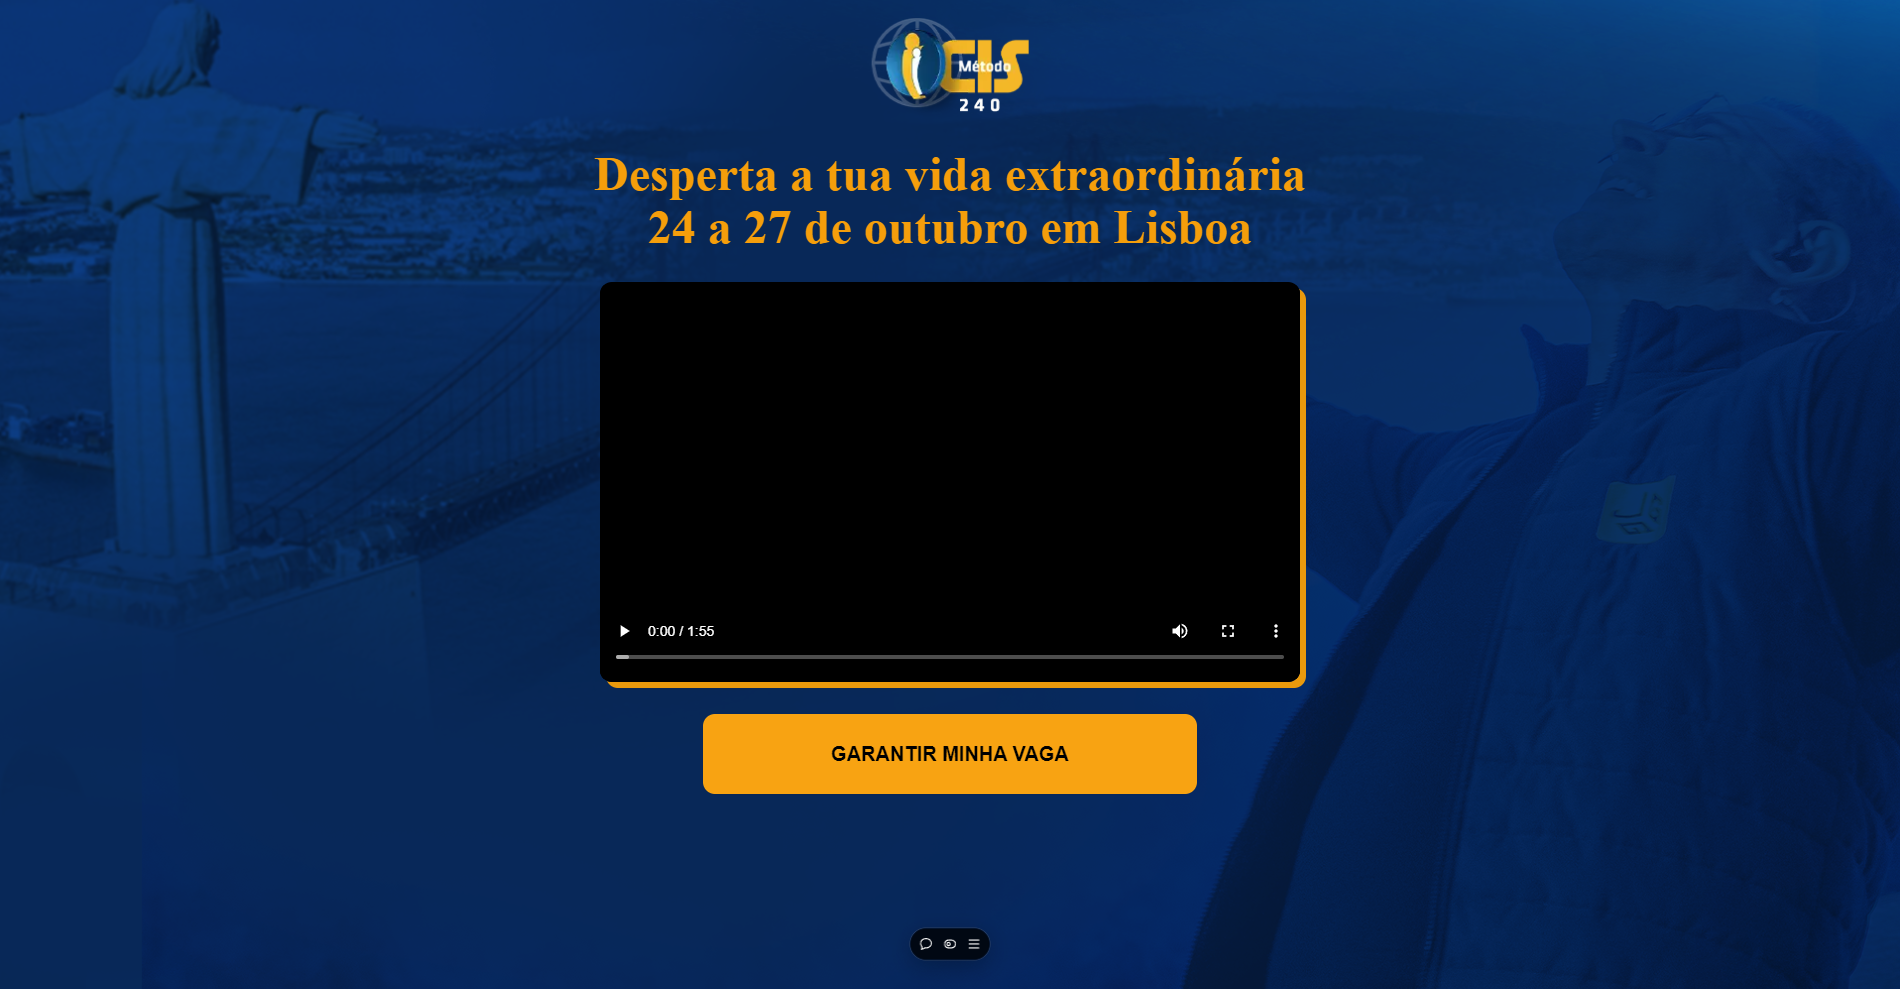 CIS
Método
240
Desperta a tua vida extraordinária
24 a 27 de outubro em Lisboa
0:00 / 1:55
GARANTIR MINHA VAGA